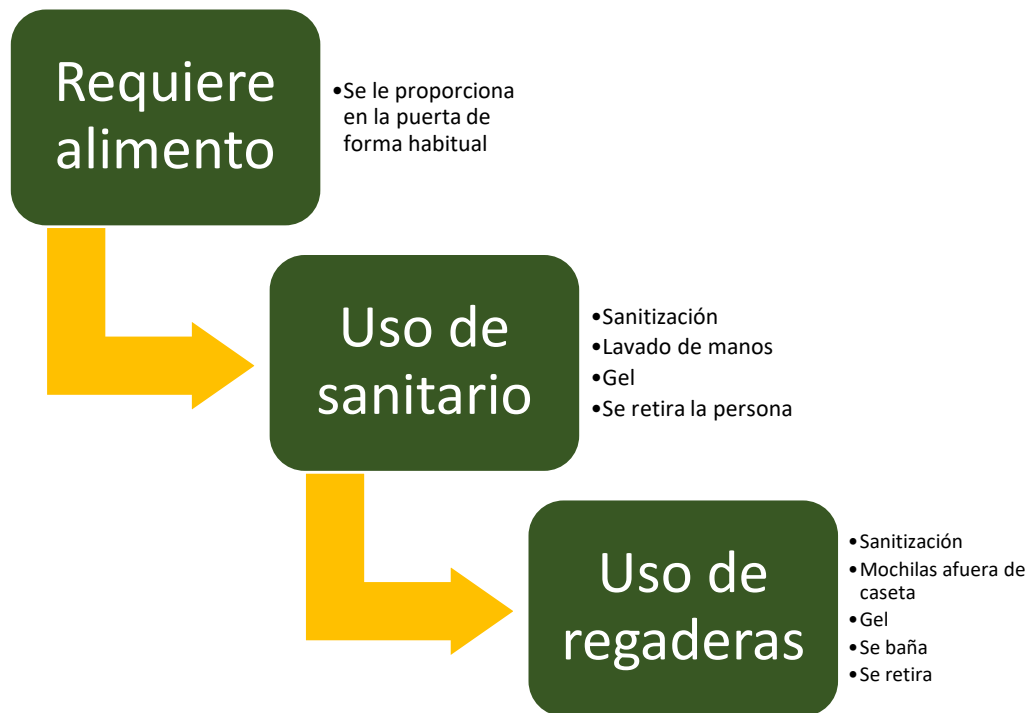 Requiere
alimento
•Se le proporciona
en la puerta de
forma habitual
Uso de
sanitario
•Sanitización
•Lavado de manos
•Gel
•Se retira la persona
Uso de
regaderas
•Sanitización
•Mochilas afuera de
caseta
•Gel
•Se baña
•Se retira